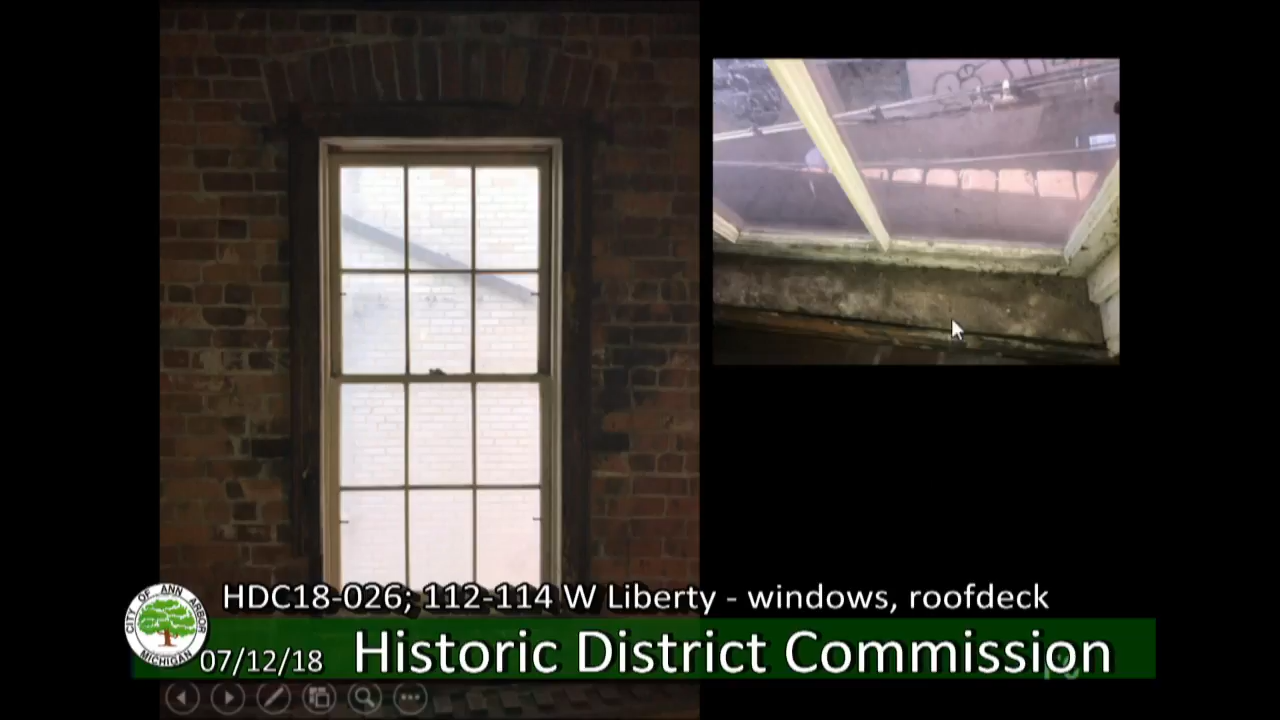 HDC18-026; 112-114 W Liberty - windows, roofdeck
CITY OF ANN ARBOR
MICHIGAN
07/12/18 Historic District Commission